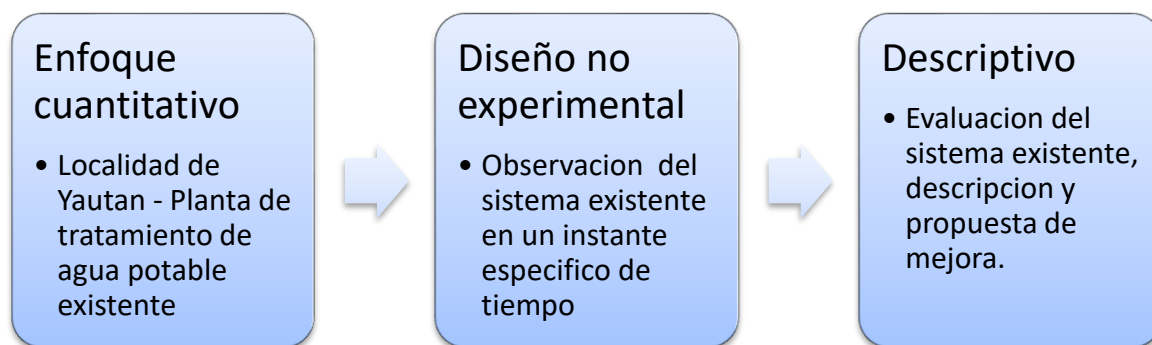 Enfoque
cuantitativo
• Localidad de
Yautan - Planta de
tratamiento de
agua potable
existente
Diseño no
experimental
• Observacion del
sistema existente
en un instante
especifico de
tiempo
Descriptivo
• Evaluacion del
sistema existente,
descripcion y
propuesta de
mejora.